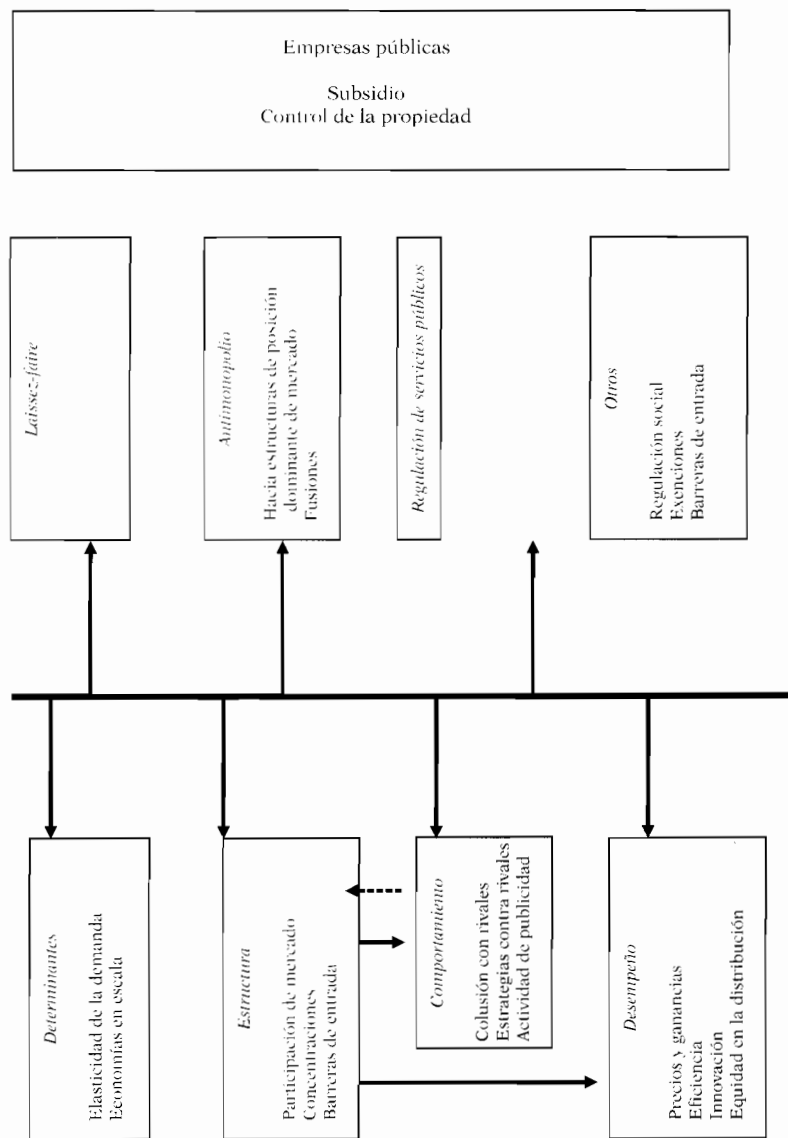 Empresas públicas
Subsidio
Control de la propiedad
Laissez-faire
Antimonopolio
Hacia estructuras de posición
dominante de mercado
Fusiones
Regulación de servicios públicos
Otros
Regulación social
Exenciones
Barreras de entrada
Determinantes
Elasticidad de la demanda
Economías en escala
Estructura
Participación de mercado
Concentraciones
Barreras de entrada
Comportamiento
Colusión con rivales
Estrategias contra rivales
Actividad de publicidad
Desempeño
Precios y ganancias
Eficiencia
Innovación
Equidad en la distribución